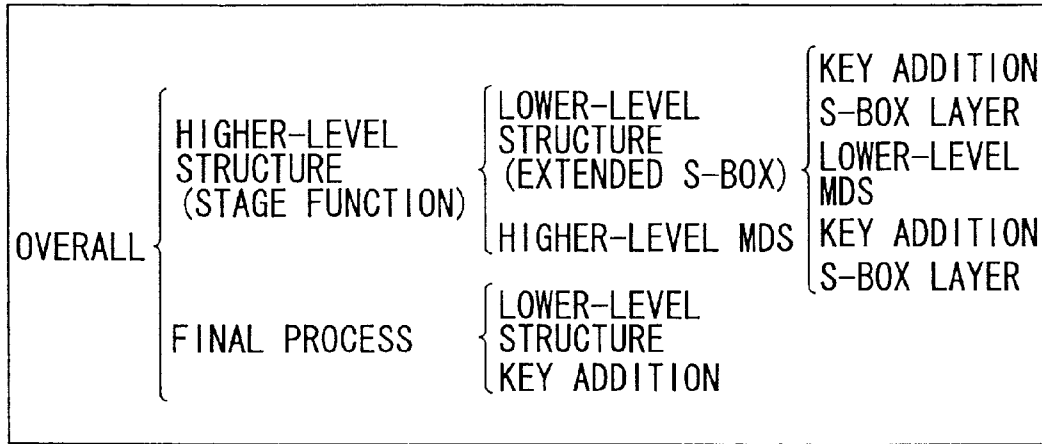 OVERALL
HIGHER-LEVEL
STRUCTURE
(STAGE FUNCTION)
LOWER-LEVEL
STRUCTURE
(EXTENDED S-BOX)
KEY ADDITION
S-BOX LAYER
LOWER-LEVEL
MDS
KEY ADDITION
S-BOX LAYER
HIGHER-LEVEL MDS
FINAL PROCESS
LOWER-LEVEL
STRUCTURE
KEY ADDITION